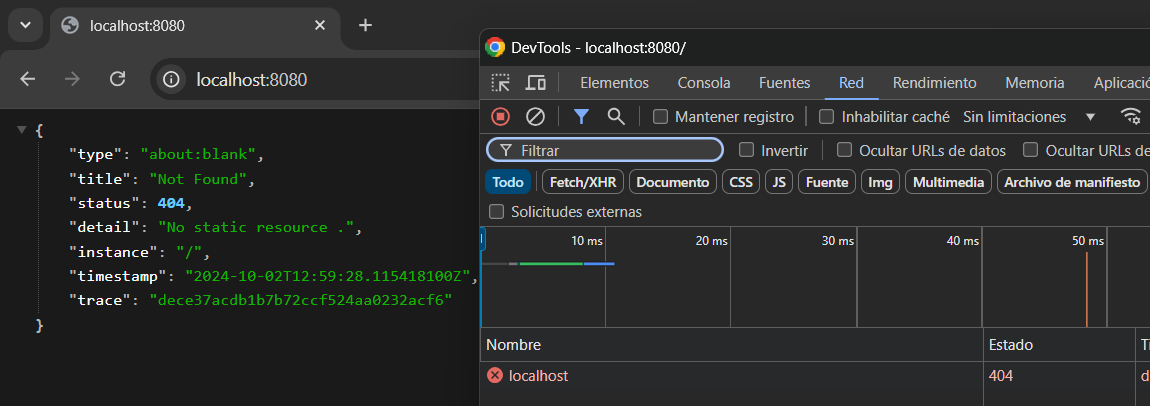 localhost:8080
localhost:8080
{
"type": "about:blank",
"title": "Not Found",
"status": 404,
"detail": "No static resource .",
"instance": "/",
"timestamp": "2024-10-02T12:59:28.115418100Z",
"trace": "dece37acdb1b7b72ccf524aa0232acf6"
}
DevTools - localhost:8080/
Elementos Consola Fuentes Red Rendimiento Memoria Aplicació
Mantener registro Inhabilitar caché Sin limitaciones
Filtrar Invertir Ocultar URLs de datos Ocultar URLs de
Todo Fetch/XHR Documento CSS JS Fuente Img Multimedia Archivo de manifiesto
Solicitudes externas
10 ms 20 ms 30 ms 40 ms 50 ms
Nombre Estado
localhost 404